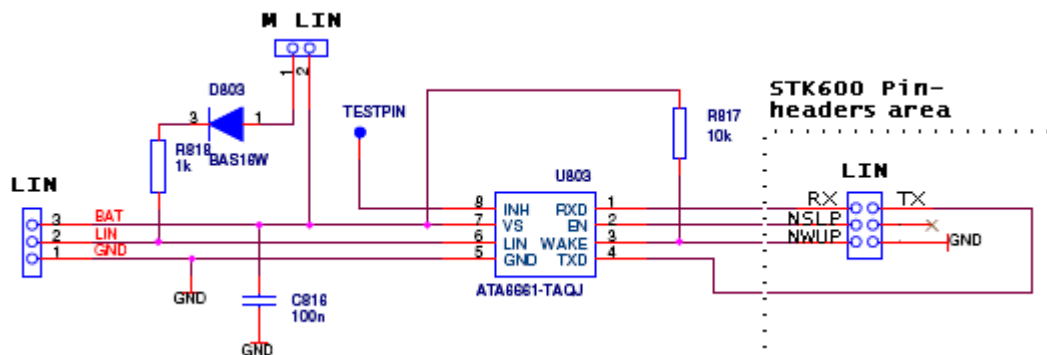 M LIN
1 2
D803
3 1
BAS16W
R818
1k
TESTPIN
R817
10k
STK600 Pin-
headers area
LIN
3 BAT
2 LIN
1 GND
GND
C816
100n
GND
U803
8 INH RXD 1
7 VS EN 2
6 LIN WAKE 3
5 GND TXD 4
ATA6661-TAQJ
LIN
RX TX
NSLP
NWUP GND